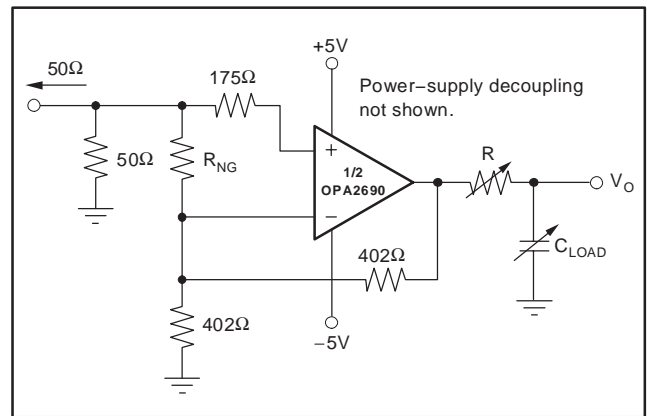 +5V
50Ω
175Ω
Power−supply decoupling
not shown.
50Ω
R_NG
+
1/2
OPA2690
−
R
V_O
402Ω
C_LOAD
402Ω
−5V